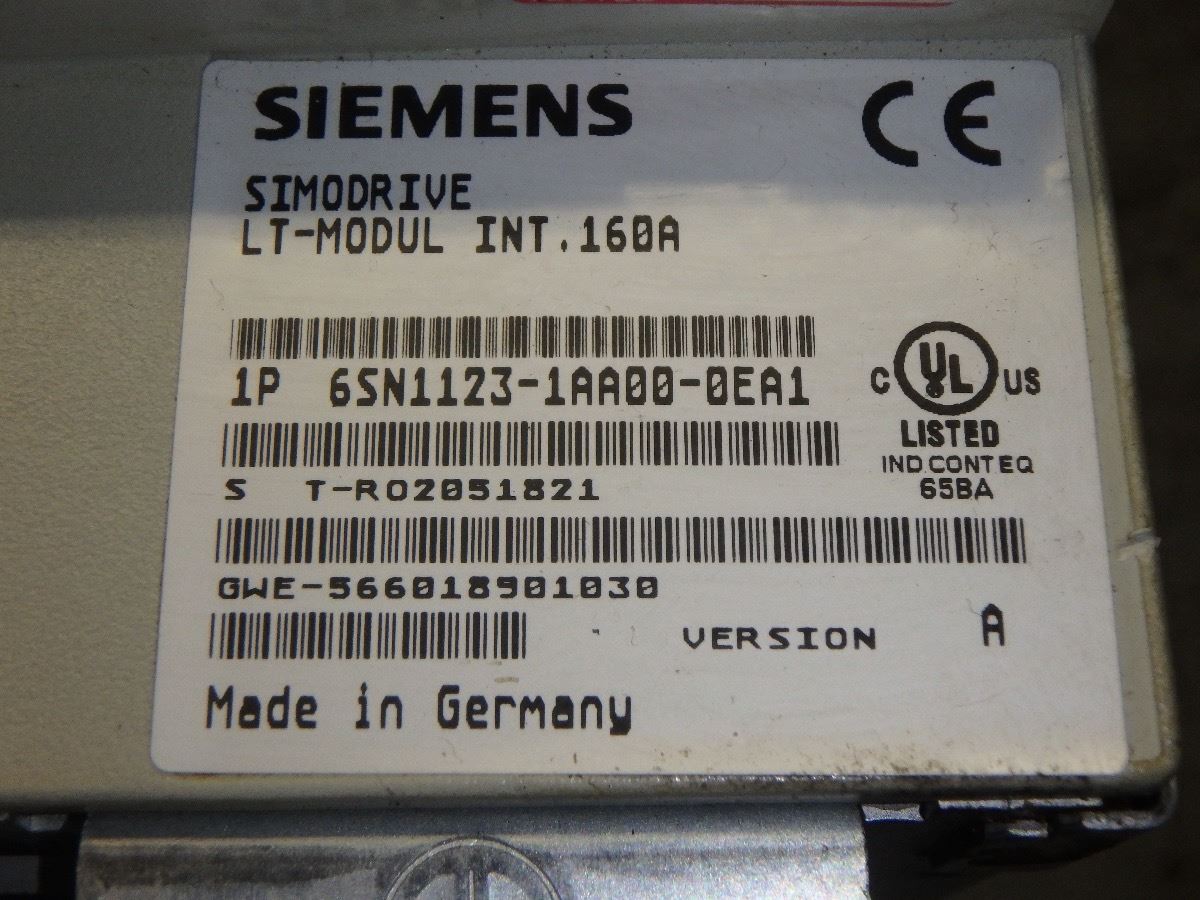 SIEMENS
CE
SIMODRIVE
LT-MODUL INT.160A
1P 6SN1123-1AA00-0EA1
C UL US
LISTED
IND.CONT.EQ
65BA
S T-R02051821
GWE-566018901030
VERSION A
Made in Germany